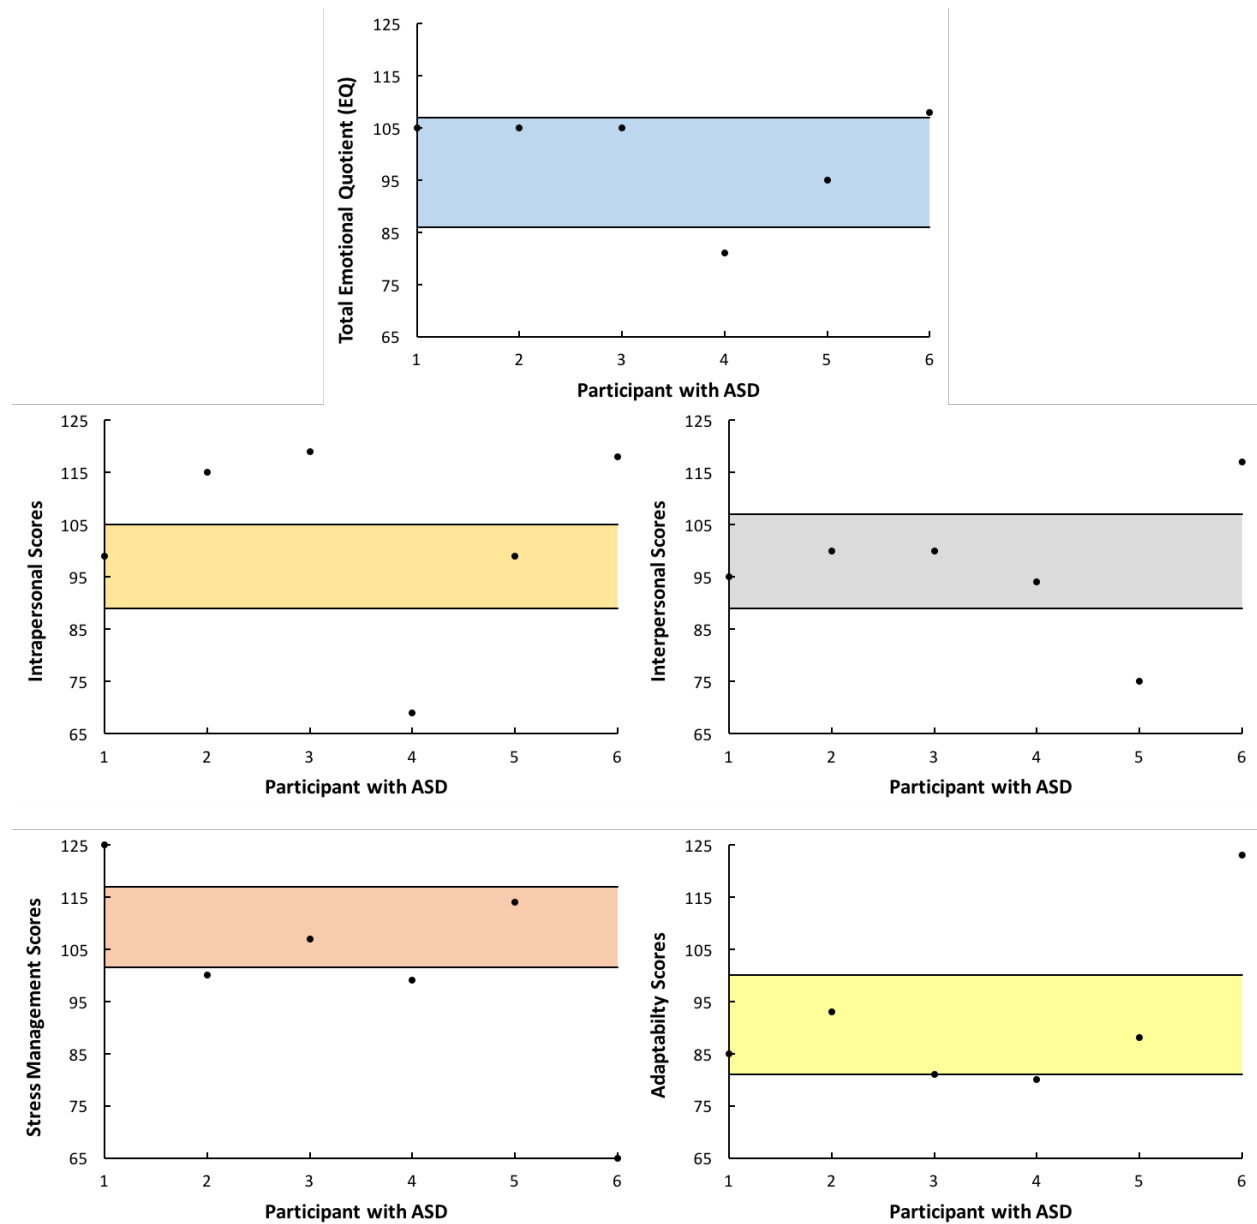 125
115
105
95
85
75
65
Total Emotional Quotient (EQ)
1 2 3 4 5 6
Participant with ASD
125
115
105
95
85
75
65
Intrapersonal Scores
1 2 3 4 5 6
Participant with ASD
125
115
105
95
85
75
65
Interpersonal Scores
1 2 3 4 5 6
Participant with ASD
125
115
105
95
85
75
65
Stress Management Scores
1 2 3 4 5 6
Participant with ASD
125
115
105
95
85
75
65
Adaptabilty Scores
1 2 3 4 5 6
Participant with ASD